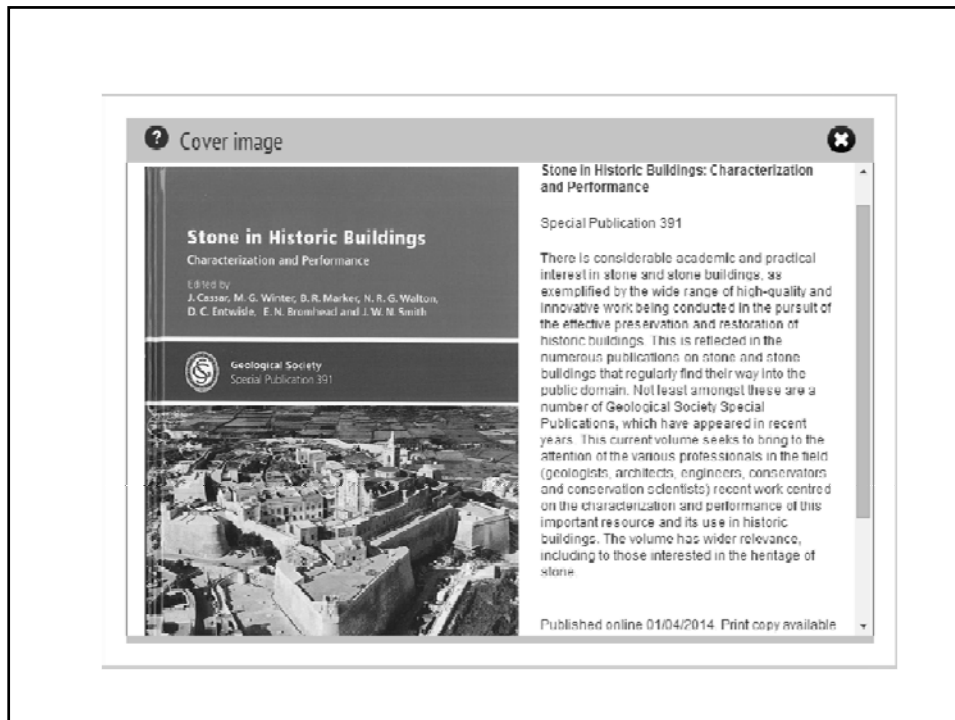 Cover image
Stone in Historic Buildings
Characterization and Performance
Edited by
J. Cassar, M. G. Winter, B. R. Marker, N. R. G. Walton,
D. C. Entwisle, E. N. Bromhead and J. W. N. Smith
Geological Society
Special Publication 391
Stone in Historic Buildings: Characterization
and Performance
Special Publication 391
There is considerable academic and practical
interest in stone and stone buildings, as
exemplified by the wide range of high-quality and
innovative work being conducted in the pursuit of
the effective preservation and restoration of
historic buildings. This is reflected in the
numerous publications on stone and stone
buildings that regularly find their way into the
public domain. Not least amongst these are a
number of Geological Society Special
Publications, which have appeared in recent
years. This current volume seeks to bring to the
attention of the various professionals in the field
(geologists, architects, engineers, conservators
and conservation scientists) recent work centred
on the characterization and performance of this
important resource and its use in historic
buildings. The volume has wider relevance,
including to those interested in the heritage of
stone.
Published online 01/04/2014. Print copy available